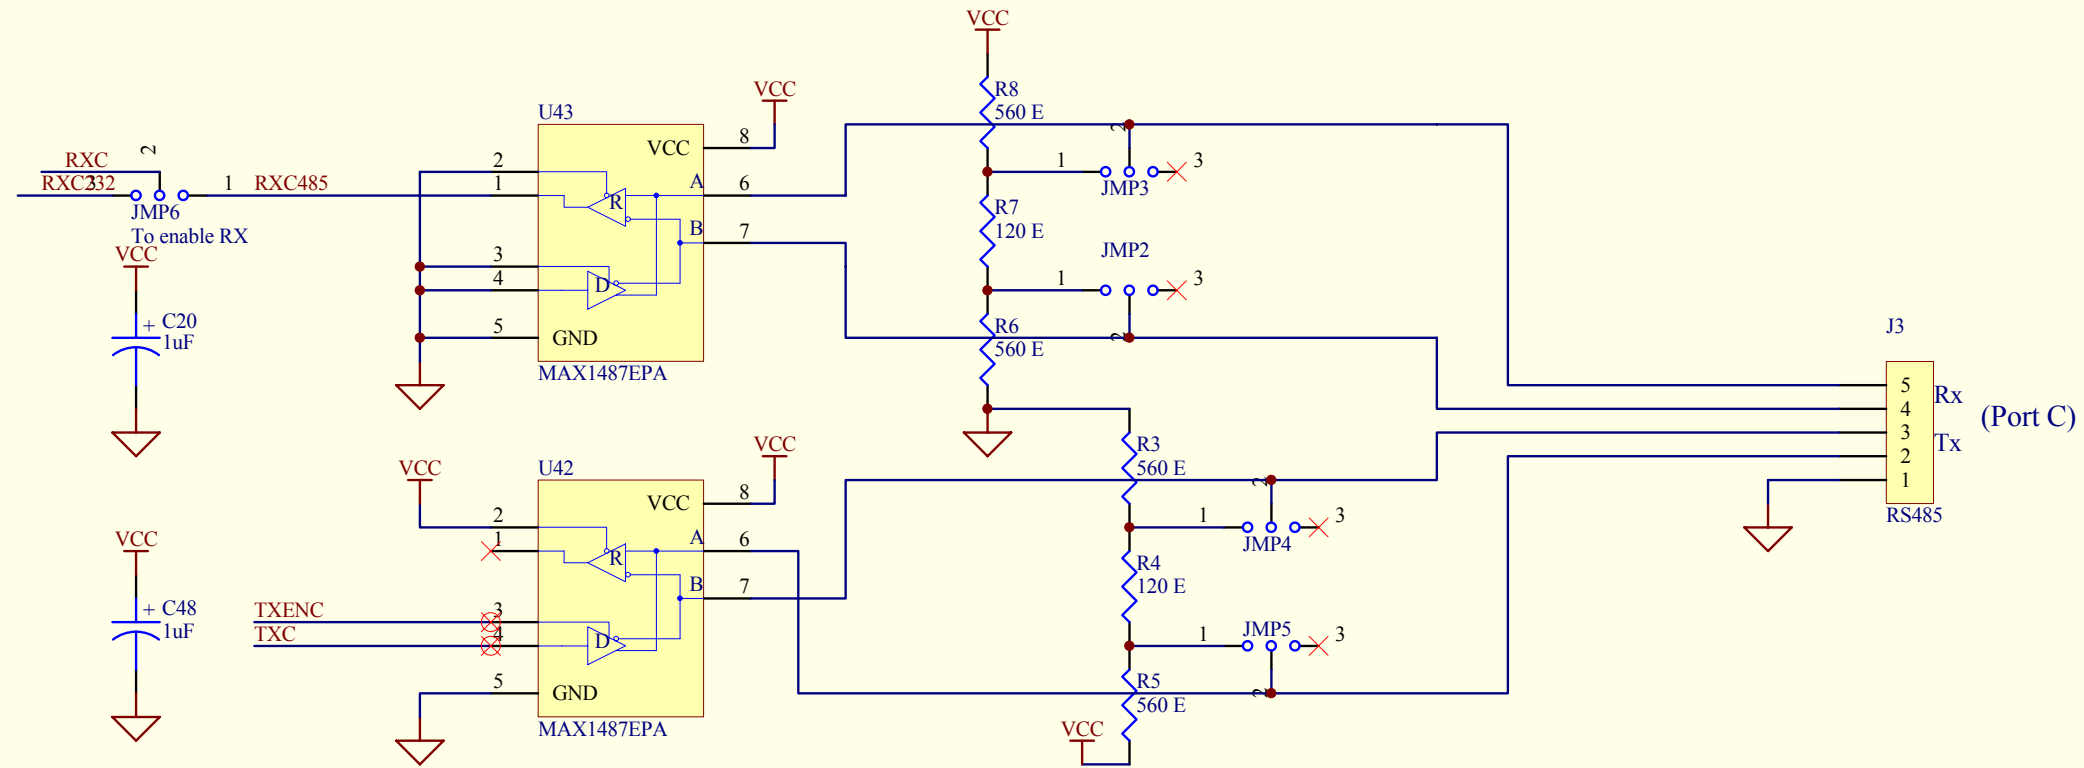 VCC
R8
560 E
VCC
U43
8
VCC
2
RXC
2
1
RXC232
3
1
RXC485
JMP6
To enable RX
A
6
R
B
7
3
4
D
5
GND
MAX1487EPA
2
1
3
JMP3
R7
120 E
JMP2
1
3
2
R6
560 E
VCC
+ C20
1uF
J3
5
Rx
4
3
Tx
2
1
(Port C)
RS485
R3
560 E
VCC
VCC
U42
8
VCC
2
1
A
6
R
B
7
TXENC
3
TXC
4
D
5
GND
MAX1487EPA
2
1
3
JMP4
R4
120 E
JMP5
1
3
2
R5
560 E
VCC
VCC
+ C48
1uF